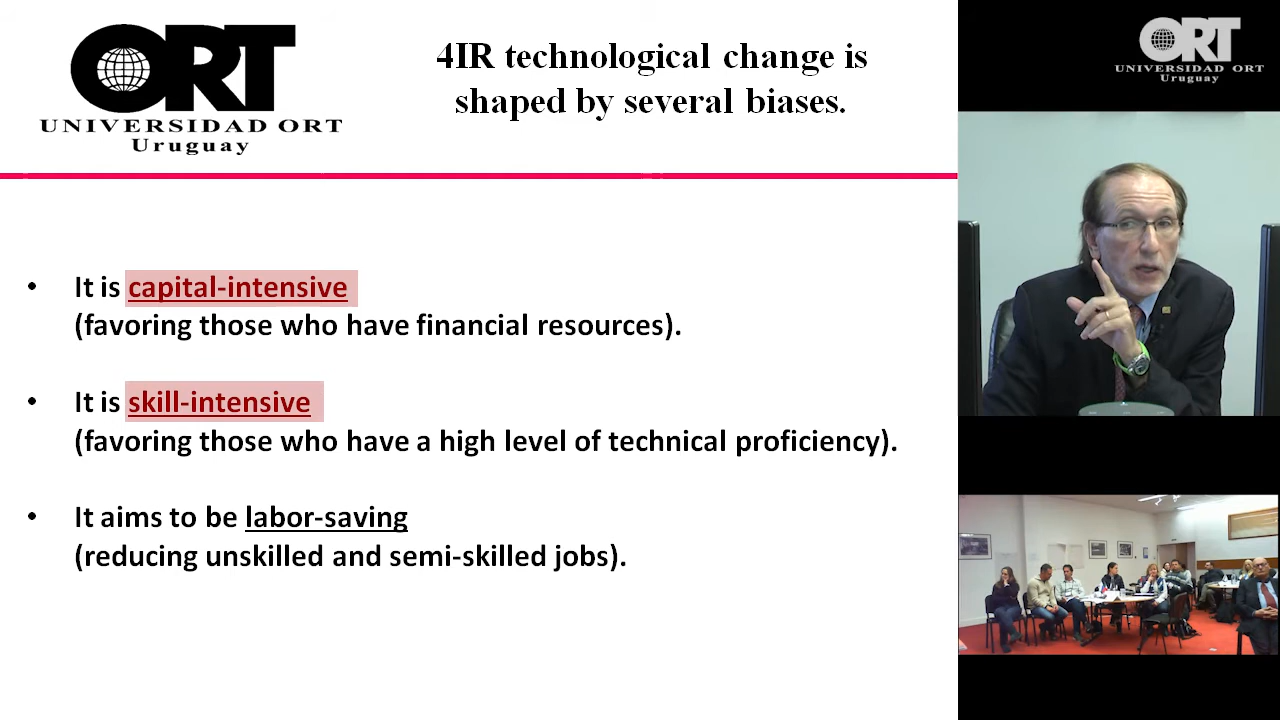 ORT
UNIVERSIDAD ORT
Uruguay
4IR technological change is
shaped by several biases.
• It is capital-intensive
(favoring those who have financial resources).
• It is skill-intensive
(favoring those who have a high level of technical proficiency).
• It aims to be labor-saving
(reducing unskilled and semi-skilled jobs).
ORT
UNIVERSIDAD ORT
Uruguay